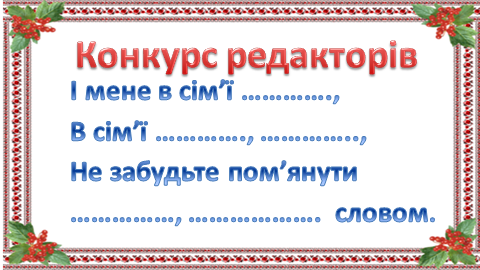 Конкурс редакторів
І мене в сім’ї ………….,
В сім’ї …………., …………..,
Не забудьте пом’янути
……………, ………………. словом.